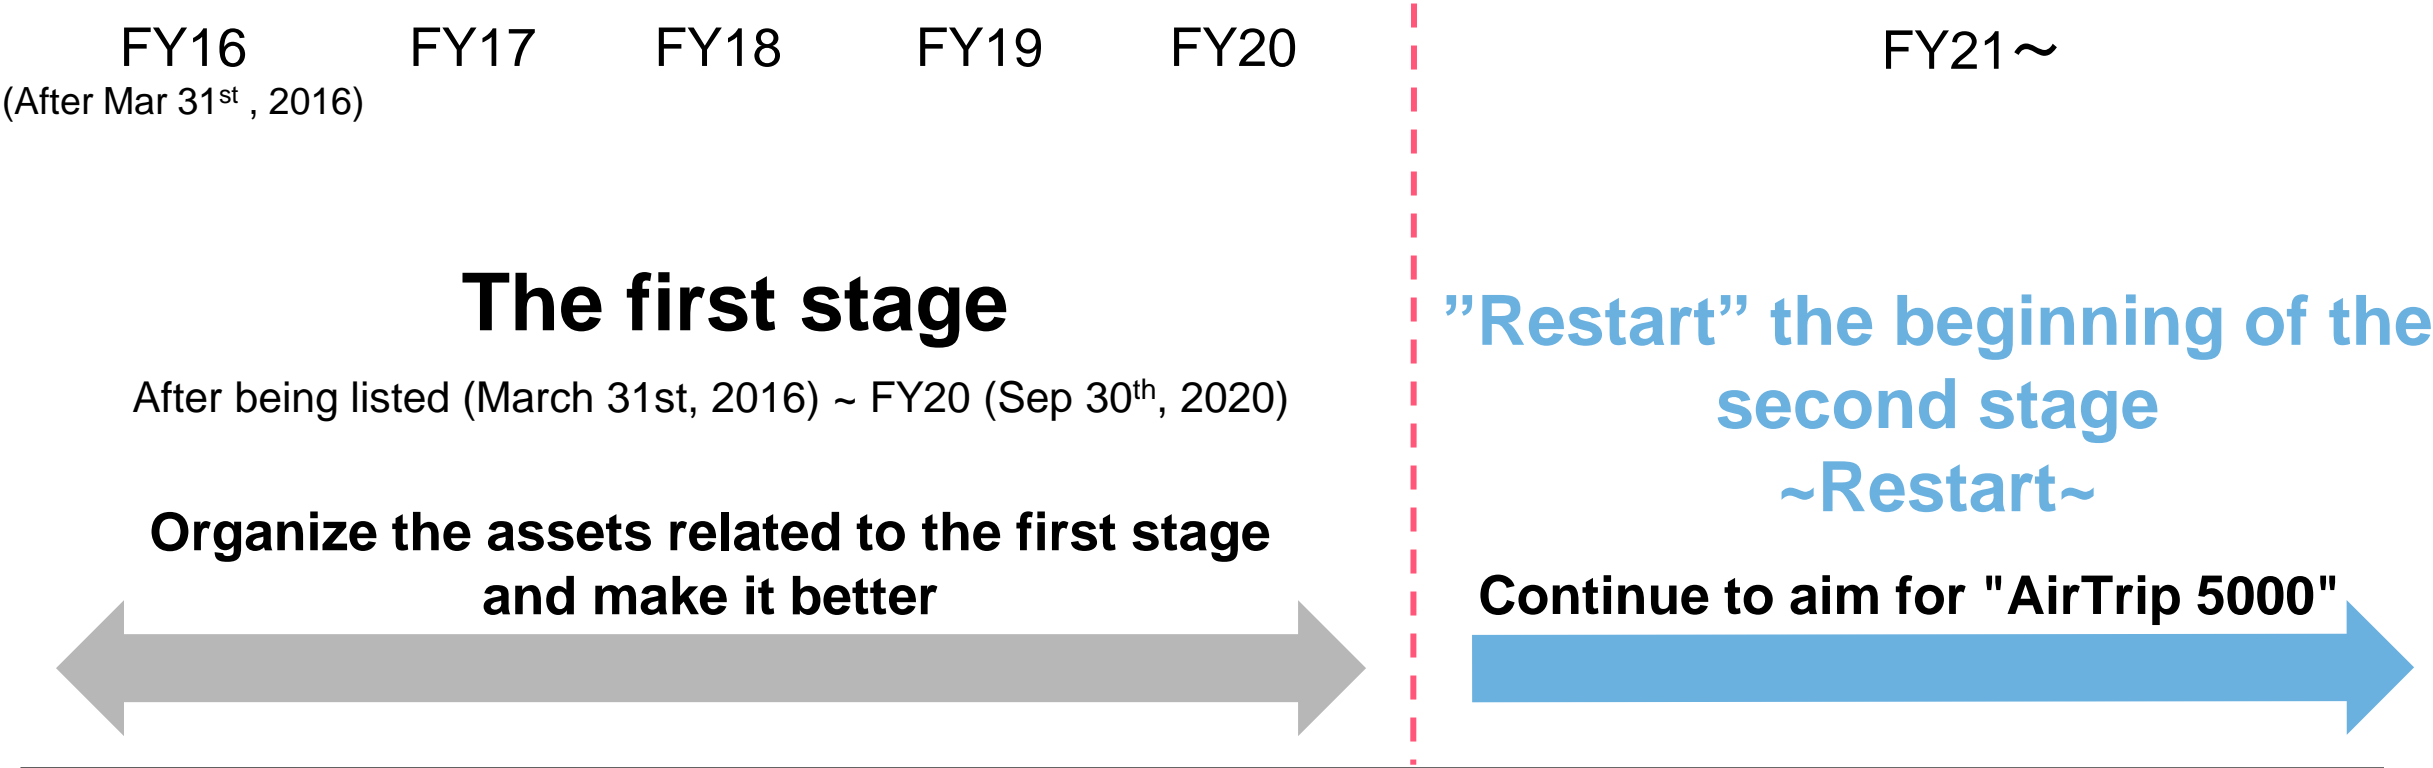 FY16 FY17 FY18 FY19 FY20 FY21～
(After Mar 31st , 2016)
The first stage
After being listed (March 31st, 2016) ~ FY20 (Sep 30th, 2020)
Organize the assets related to the first stage
and make it better
”Restart” the beginning of the
second stage
~Restart~
Continue to aim for "AirTrip 5000"